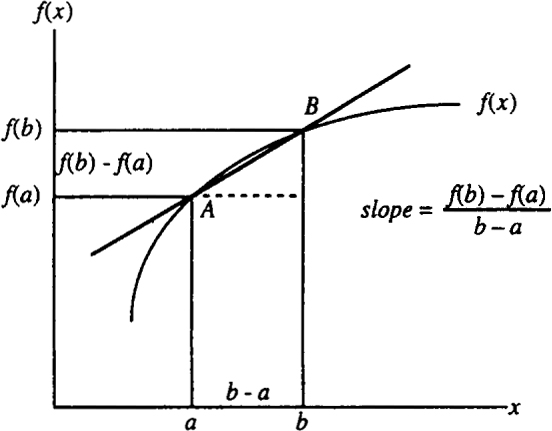 f(x)
B
f(x)
f(b)
f(b) - f(a)
f(a)
A
slope = f(b) – f(a)
b – a
b - a
x
a
b